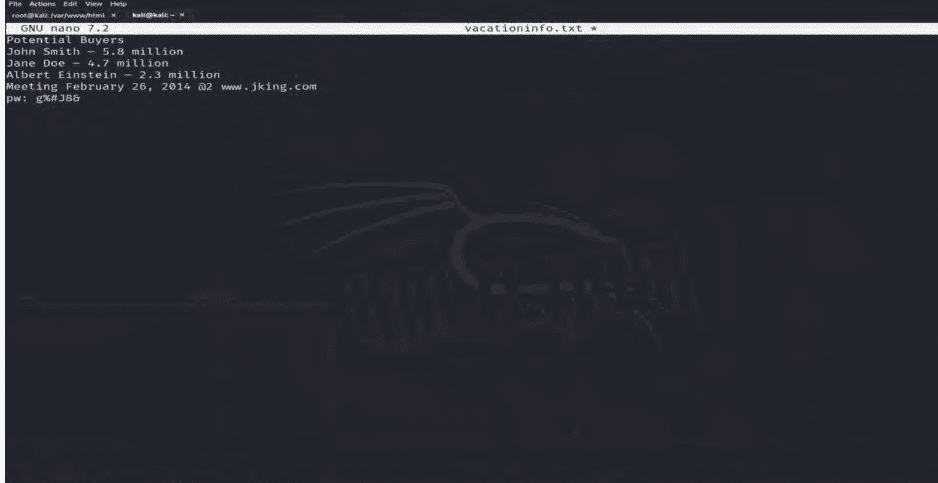 File Actions Edit View Help
root@kali: /var/www/html × kali@kali: ~ ×
GNU nano 7.2 vacationinfo.txt *
Potential Buyers
John Smith – 5.8 million
Jane Doe – 4.7 million
Albert Einstein – 2.3 million
Meeting February 26, 2014 @2 www.jking.com
pw: g%#J8&